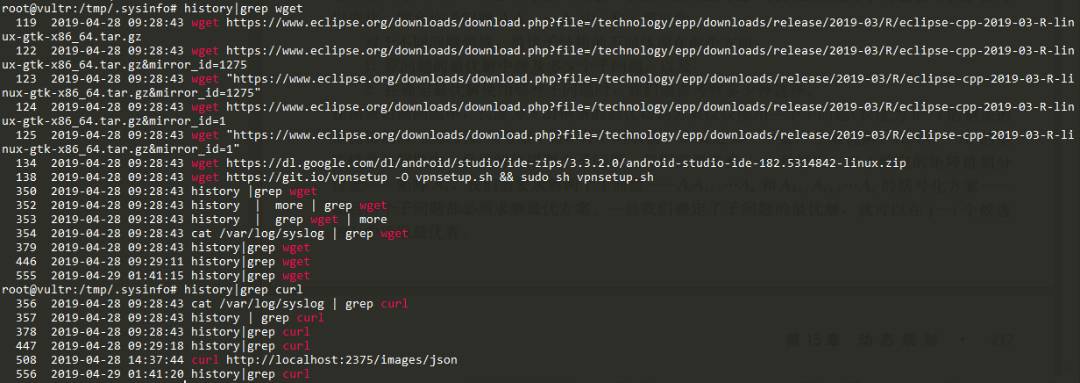 root@vultr:/tmp/.sysinfo# history|grep wget
119 2019-04-28 09:28:43 wget https://www.eclipse.org/downloads/download.php?file=/technology/epp/downloads/release/2019-03/R/eclipse-cpp-2019-03-R-lin
ux-gtk-x86_64.tar.gz
122 2019-04-28 09:28:43 wget https://www.eclipse.org/downloads/download.php?file=/technology/epp/downloads/release/2019-03/R/eclipse-cpp-2019-03-R-lin
ux-gtk-x86_64.tar.gz&mirror_id=1275
123 2019-04-28 09:28:43 wget "https://www.eclipse.org/downloads/download.php?file=/technology/epp/downloads/release/2019-03/R/eclipse-cpp-2019-03-R-li
nux-gtk-x86_64.tar.gz&mirror_id=1275"
124 2019-04-28 09:28:43 wget https://www.eclipse.org/downloads/download.php?file=/technology/epp/downloads/release/2019-03/R/eclipse-cpp-2019-03-R-lin
ux-gtk-x86_64.tar.gz&mirror_id=1
125 2019-04-28 09:28:43 wget "https://www.eclipse.org/downloads/download.php?file=/technology/epp/downloads/release/2019-03/R/eclipse-cpp-2019-03-R-li
nux-gtk-x86_64.tar.gz&mirror_id=1"
134 2019-04-28 09:28:43 wget https://dl.google.com/dl/android/studio/ide-zips/3.3.2.0/android-studio-ide-182.5314842-linux.zip
138 2019-04-28 09:28:43 wget https://git.io/vpnsetup -O vpnsetup.sh && sudo sh vpnsetup.sh
350 2019-04-28 09:28:43 history |grep wget
352 2019-04-28 09:28:43 history | more | grep wget
353 2019-04-28 09:28:43 history | grep wget | more
354 2019-04-28 09:28:43 cat /var/log/syslog | grep wget
379 2019-04-28 09:28:43 history|grep wget
446 2019-04-28 09:29:11 history|grep wget
555 2019-04-29 01:41:15 history|grep wget
root@vultr:/tmp/.sysinfo# history|grep curl
356 2019-04-28 09:28:43 cat /var/log/syslog | grep curl
357 2019-04-28 09:28:43 history | grep curl
378 2019-04-28 09:28:43 history|grep curl
447 2019-04-28 09:29:18 history|grep curl
508 2019-04-28 14:37:44 curl http://localhost:2375/images/json
556 2019-04-29 01:41:20 history|grep curl